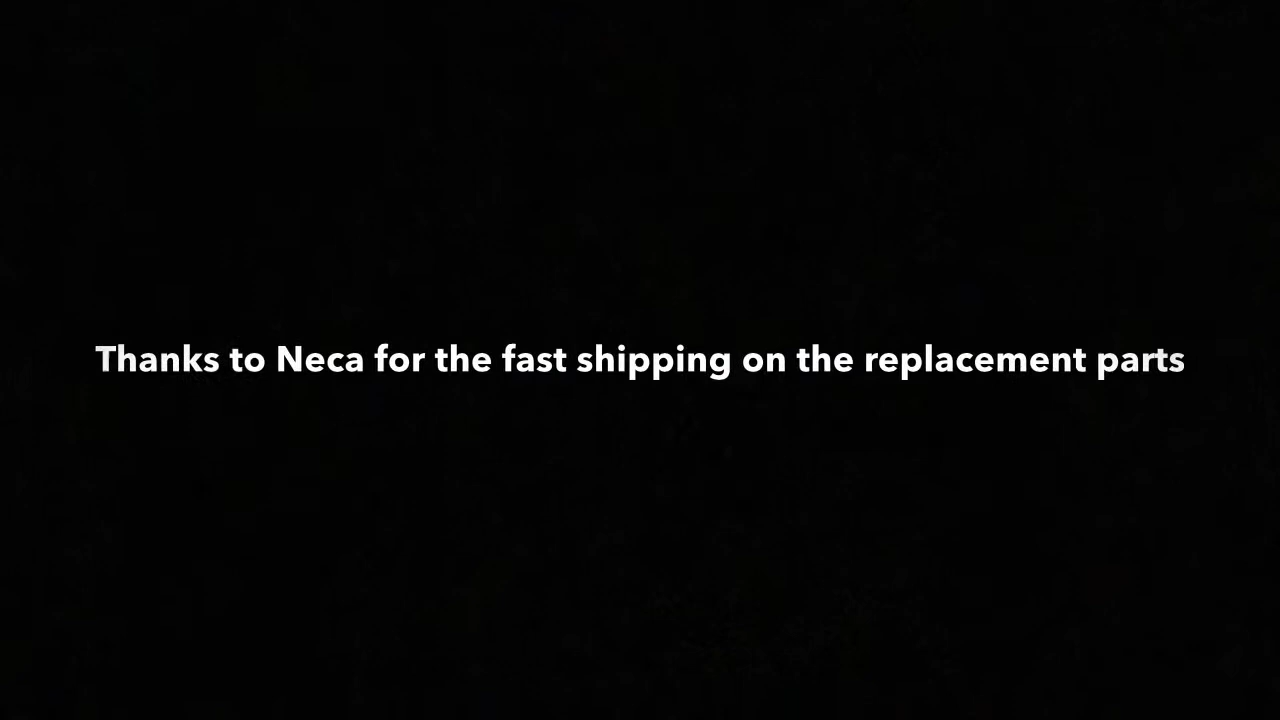 Thanks to Neca for the fast shipping on the replacement parts